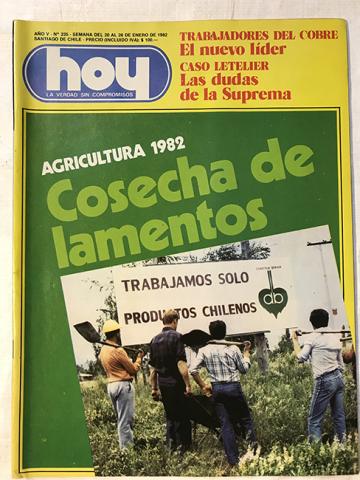 AÑO V - Nº 235 - SEMANA DEL 20 AL 26 DE ENERO DE 1982
SANTIAGO DE CHILE - PRECIO (INCLUIDO IVA): $ 100.—
hoy
LA VERDAD SIN COMPROMISOS
TRABAJADORES DEL COBRE
El nuevo líder
CASO LETELIER
Las dudas
de la Suprema
AGRICULTURA 1982
Cosecha de
lamentos
TRABAJAMOS SOLO
PRODUCTOS CHILENOS